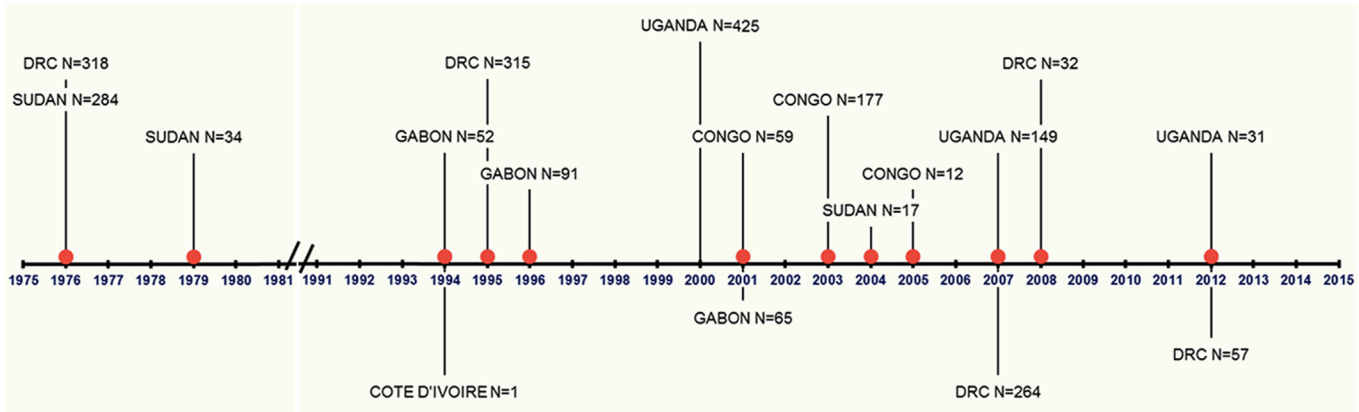 UGANDA N=425
DRC N=318
DRC N=315
DRC N=32
SUDAN N=284
CONGO N=177
SUDAN N=34
GABON N=52
CONGO N=59
UGANDA N=149
UGANDA N=31
GABON N=91
CONGO N=12
SUDAN N=17
1975 1976 1977 1978 1979 1980 1981 1991 1992 1993 1994 1995 1996 1997 1998 1999 2000 2001 2002 2003 2004 2005 2006 2007 2008 2009 2010 2011 2012 2013 2014 2015
GABON N=65
DRC N=57
COTE D'IVOIRE N=1
DRC N=264